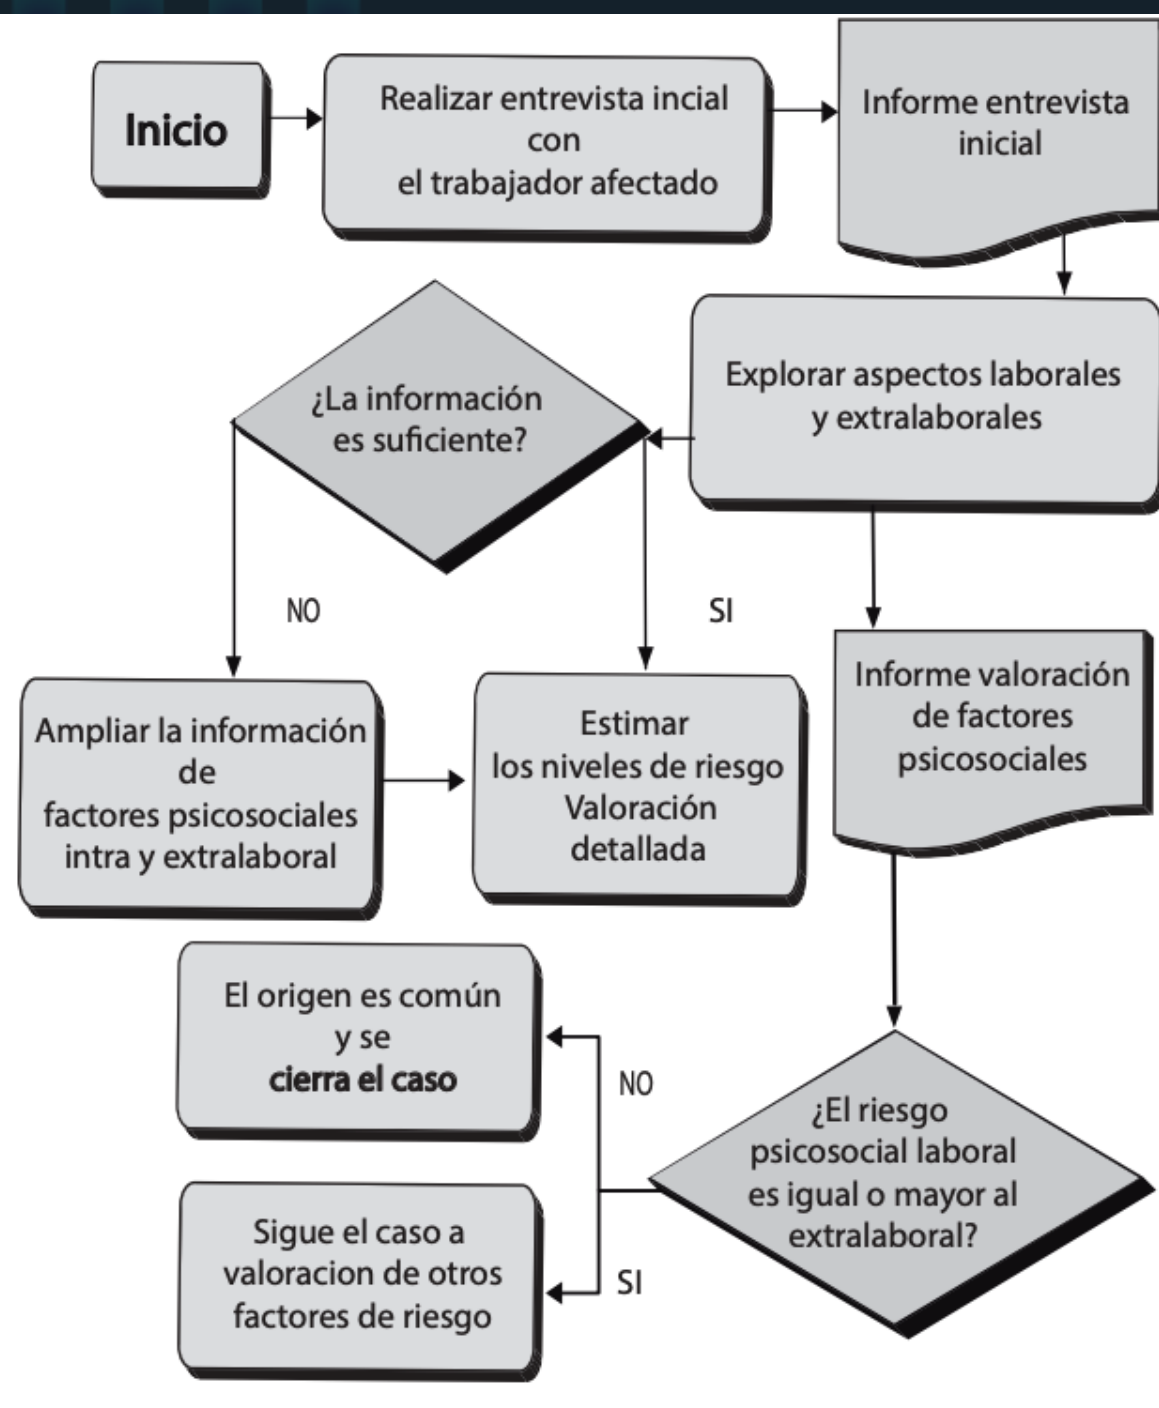 Inicio
Realizar entrevista incial
con
el trabajador afectado
Informe entrevista
inicial
Explorar aspectos laborales
y extralaborales
¿La información
es suficiente?
NO
SI
Ampliar la información
de
factores psicosociales
intra y extralaboral
Estimar
los niveles de riesgo
Valoración
detallada
Informe valoración
de factores
psicosociales
¿El riesgo
psicosocial laboral
es igual o mayor al
extralaboral?
NO
El origen es común
y se
cierra el caso
SI
Sigue el caso a
valoracion de otros
factores de riesgo